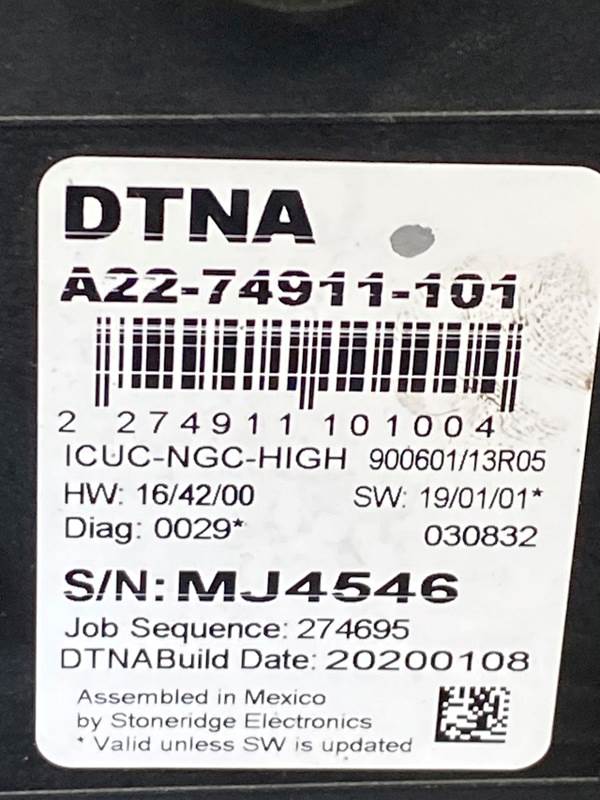 DTNA
A22-74911-101
2 274911 101004
ICUC-NGC-HIGH 900601/13R05
HW: 16/42/00 SW: 19/01/01*
Diag: 0029* 030832
S/N: MJ4546
Job Sequence: 274695
DTNABuild Date: 20200108
Assembled in Mexico
by Stoneridge Electronics
* Valid unless SW is updated